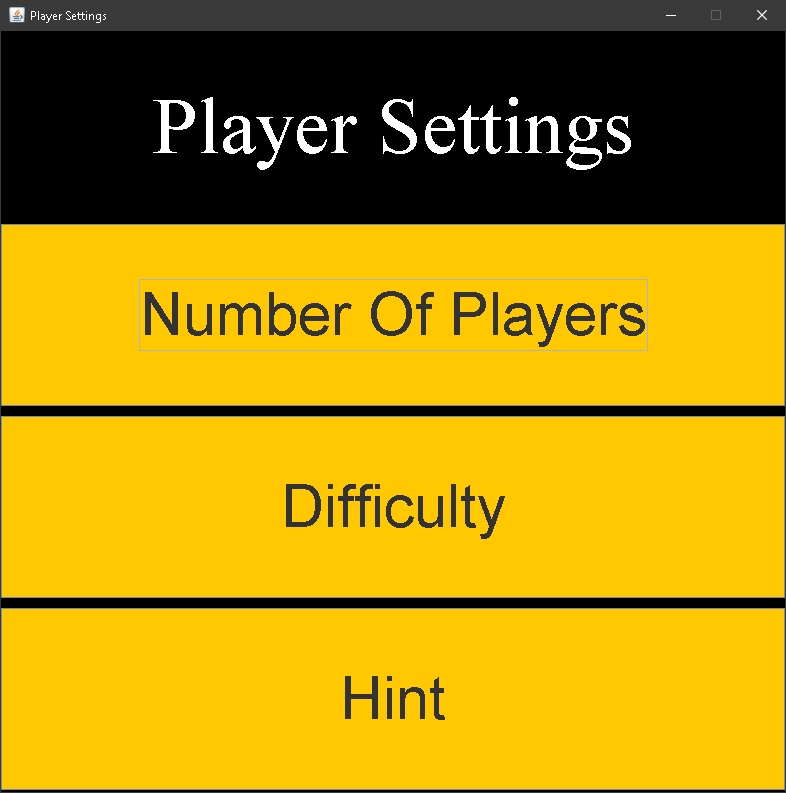 Player Settings
Player Settings
Number Of Players
Difficulty
Hint